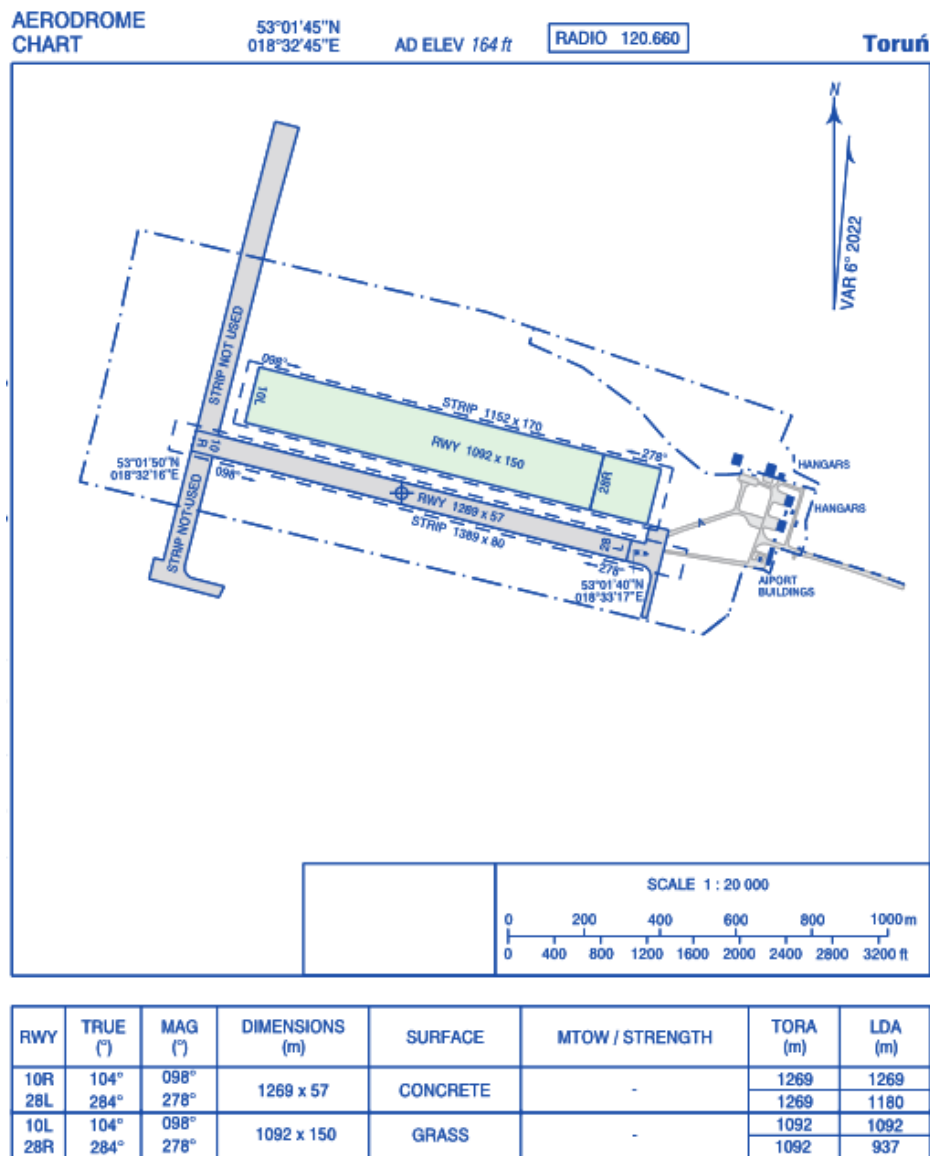 AERODROME CHART
53°01'45"N
018°32'45"E
AD ELEV 164 ft
RADIO 120.660
Toruń
N
VAR 6° 2022
STRIP NOT USED
098°
10L
STRIP 1152 x 170
RWY 1092 x 150
278°
28R
HANGARS
HANGARS
10 R
53°01'50"N
018°32'16"E
098°
RWY 1269 x 57
STRIP 1389 x 80
28 L
278°
STRIP NOT USED
53°01'40"N
018°33'17"E
AIPORT
BUILDINGS
SCALE 1 : 20 000
0 200 400 600 800 1000m
0 400 800 1200 1600 2000 2400 2800 3200 ft
RWY TRUE (°) MAG (°) DIMENSIONS (m) SURFACE MTOW / STRENGTH TORA (m) LDA (m)
10R 104° 098° 1269 x 57 CONCRETE - 1269 1269
28L 284° 278° 1269 1180
10L 104° 098° 1092 x 150 GRASS - 1092 1092
28R 284° 278° 1092 937